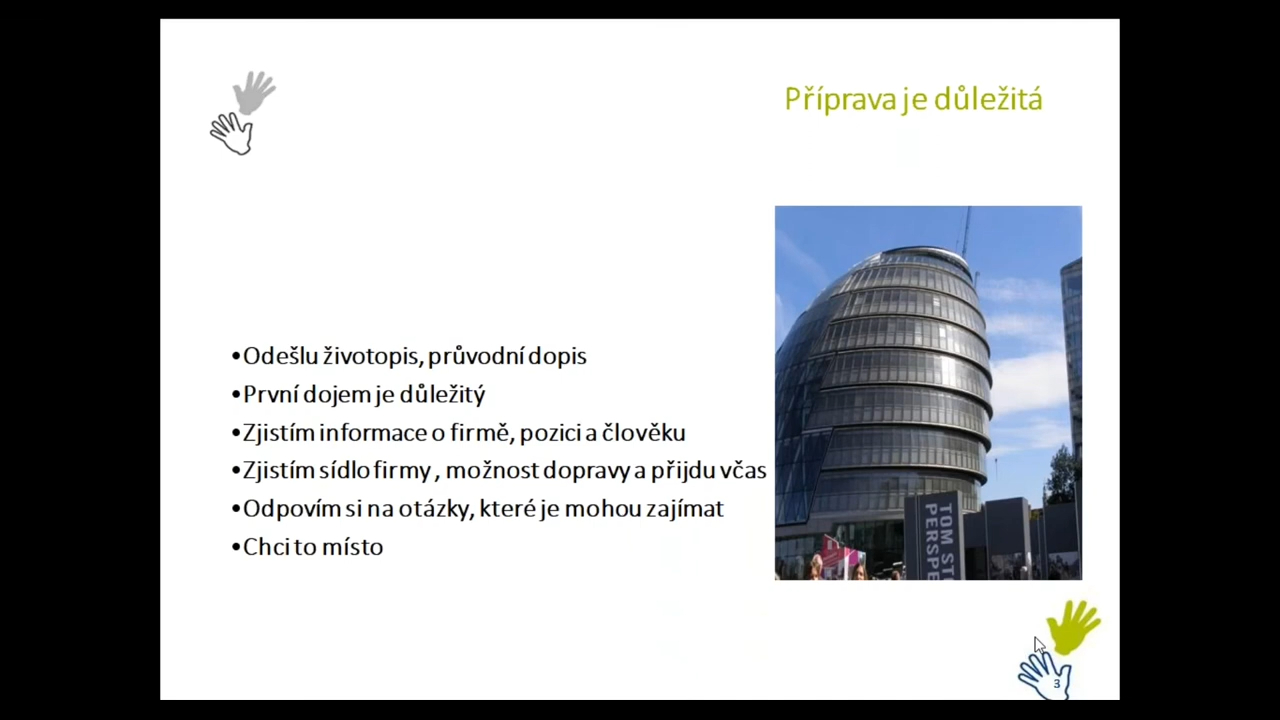 Příprava je důležitá
•Odešlu životopis, průvodní dopis
•První dojem je důležitý
•Zjistím informace o firmě, pozici a člověku
•Zjistím sídlo firmy , možnost dopravy a přijdu včas
•Odpovím si na otázky, které je mohou zajímat
•Chci to místo
TOM
3